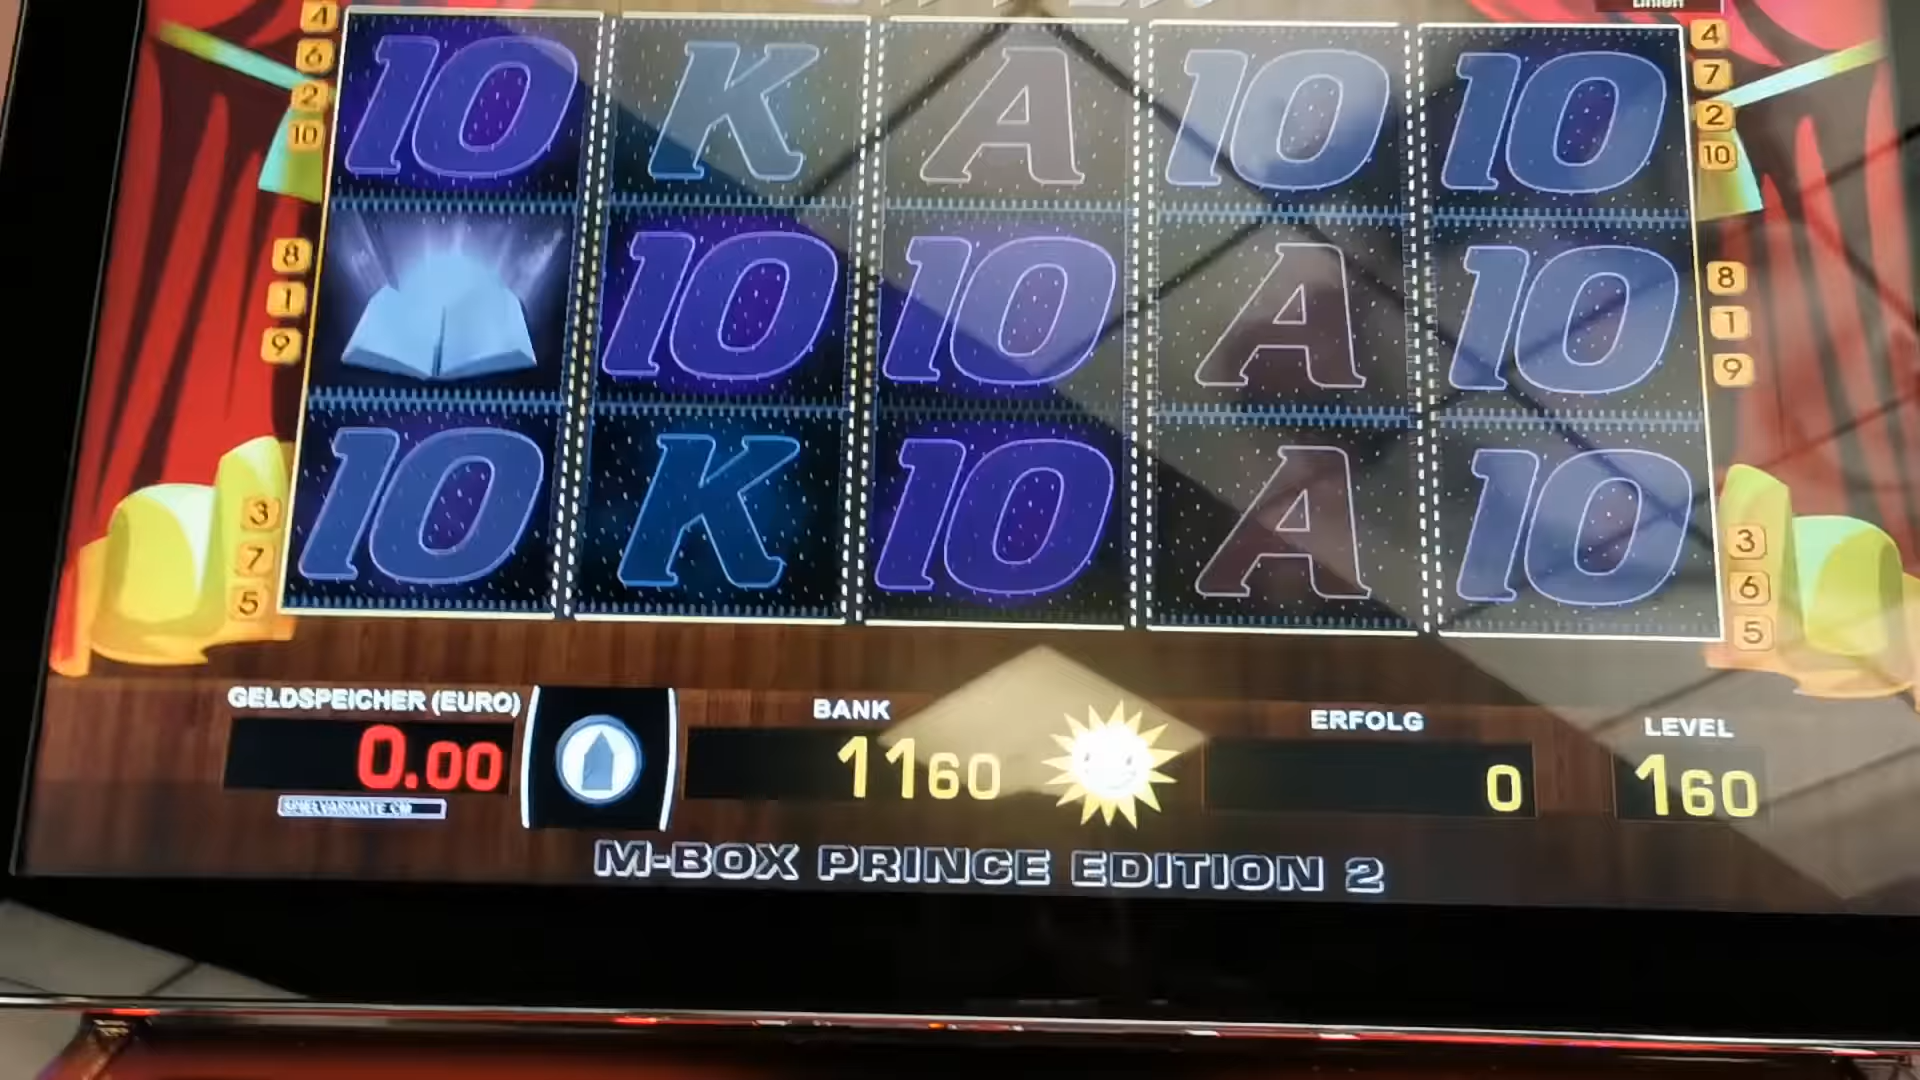 Linien
4
6
2
10
10 K A 10 10
4
7
2
10
8
1
9
10 10 A 10
8
1
9
3
7
5
10 K 10 A 10
3
6
5
GELDSPEICHER (EURO) BANK ERFOLG LEVEL
0.00 1160 0 160
M-BOX PRINCE EDITION 2